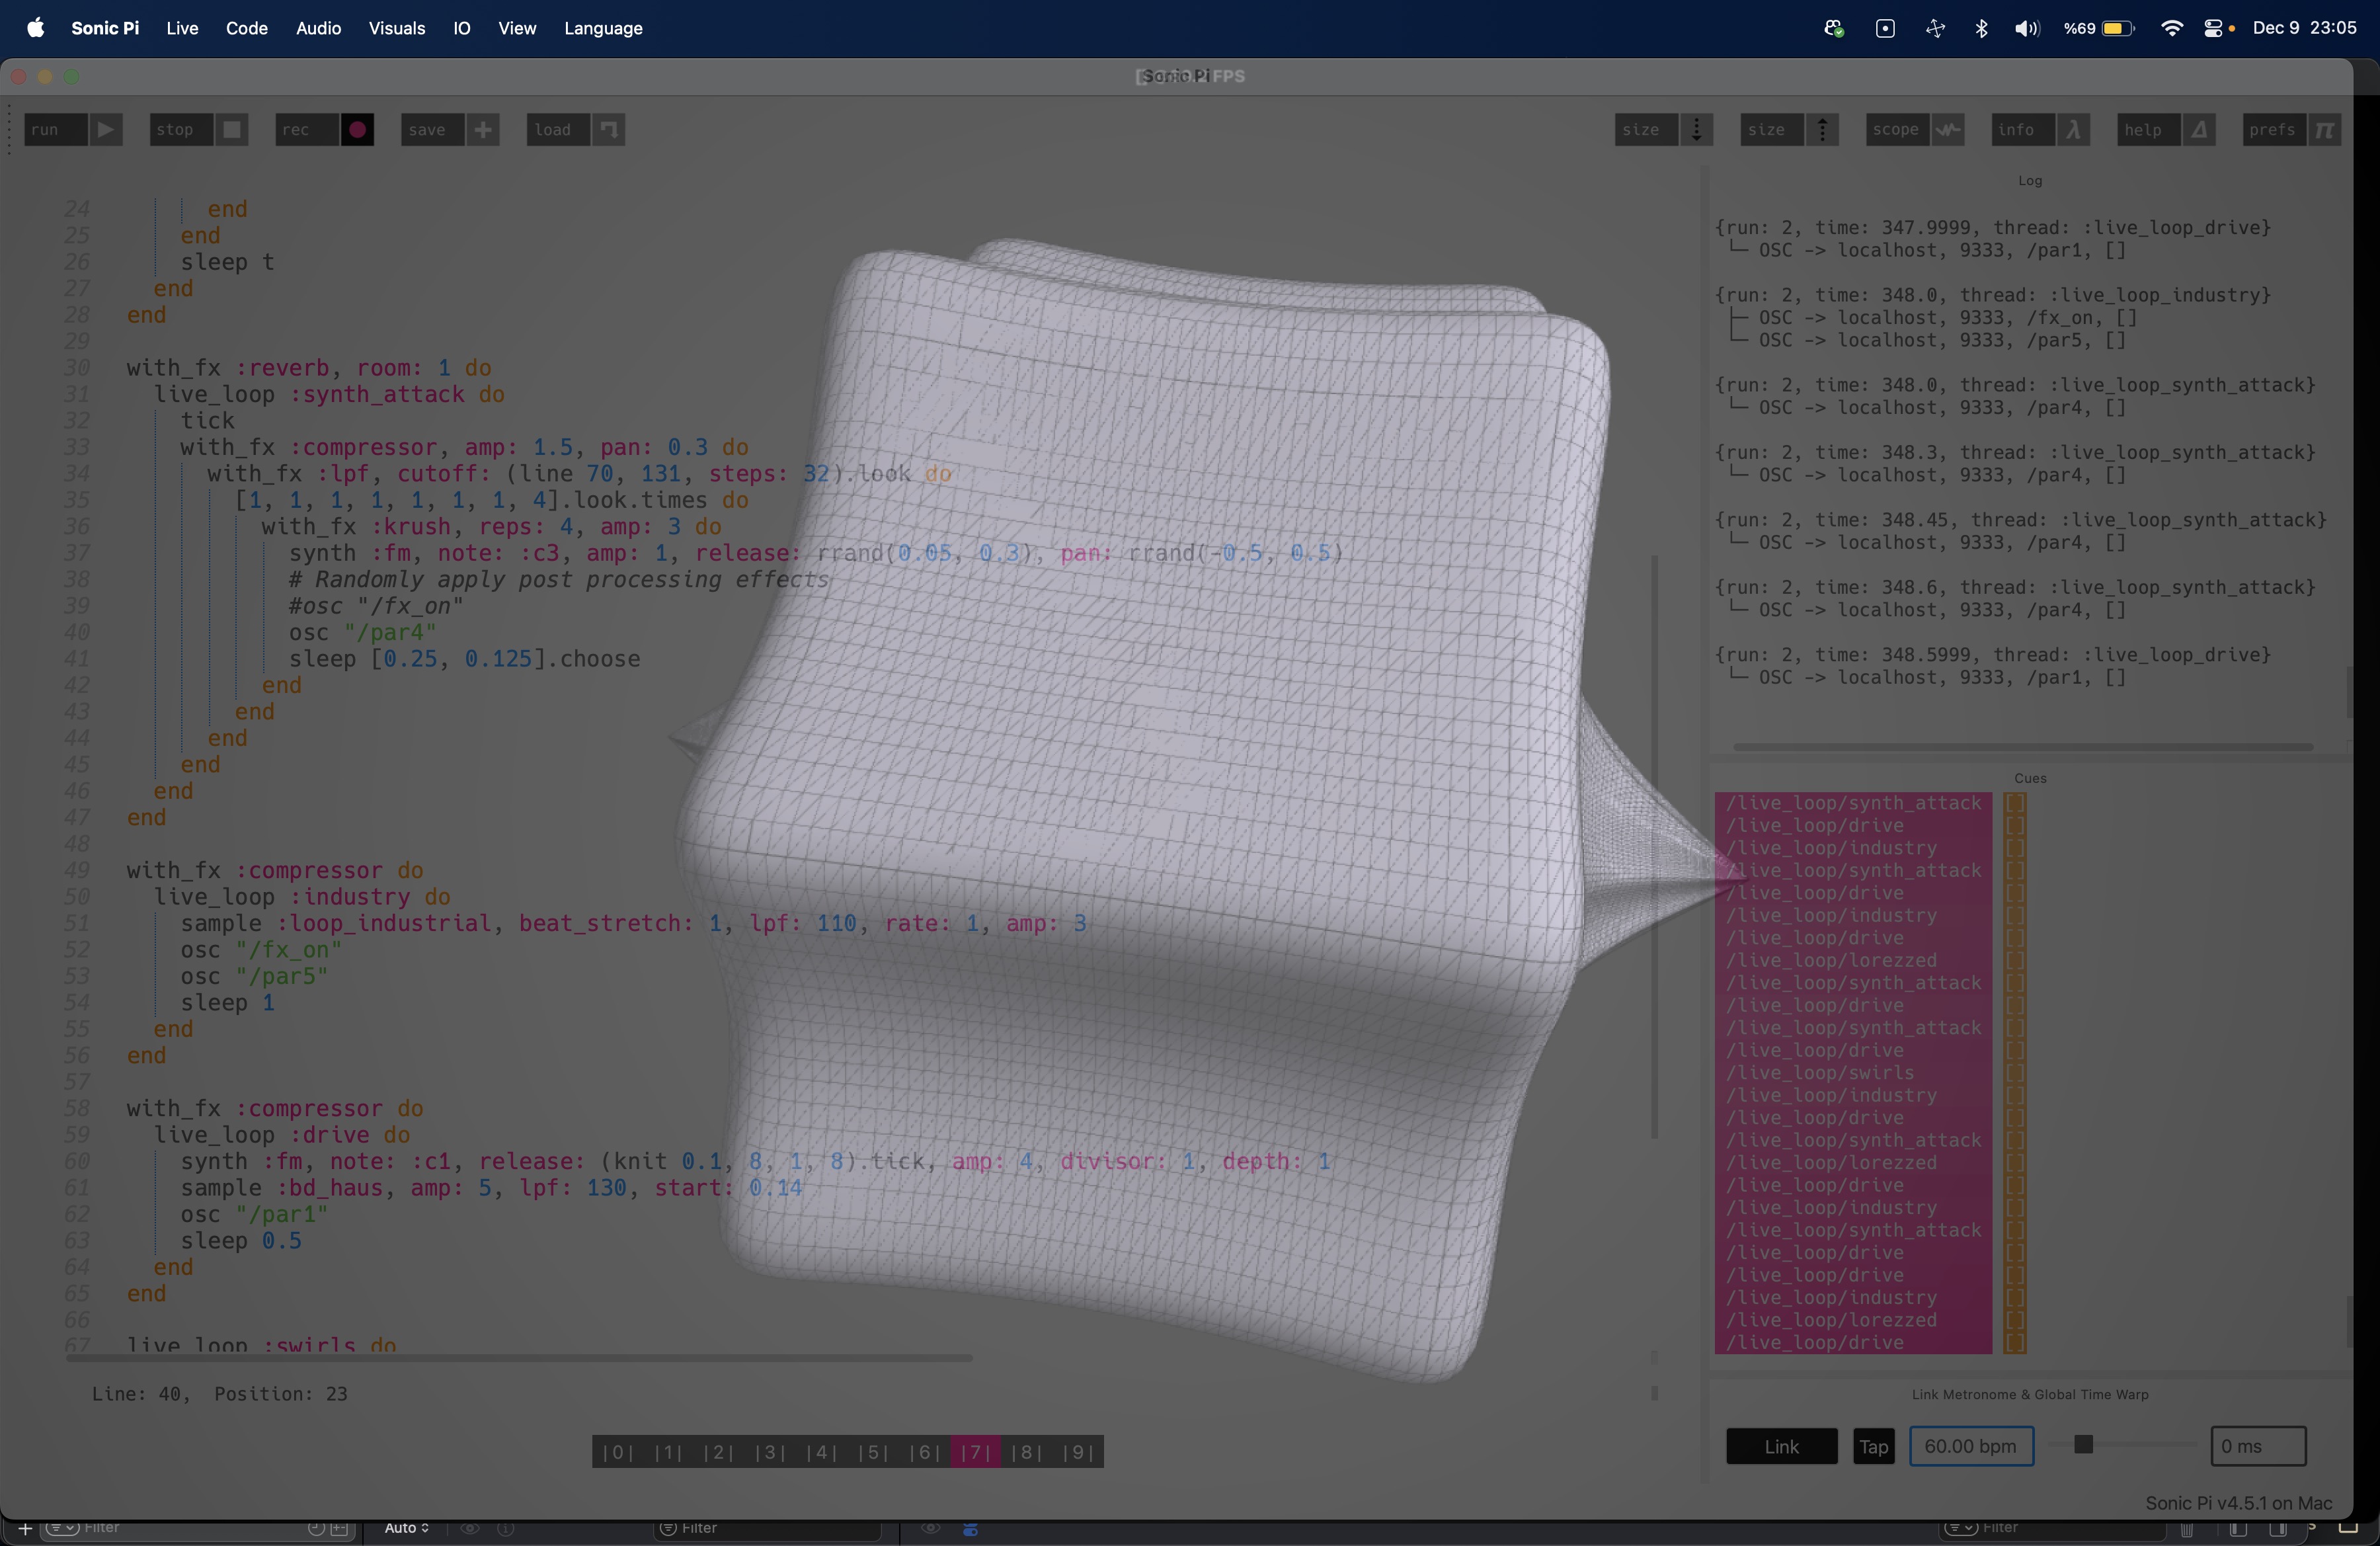 Sonic Pi Live Code Audio Visuals IO View Language %69 Dec 9 23:05
Sonic Pi FPS
run stop rec save load size size scope info help prefs
24 end
25 end
26 sleep t
27 end
28 end
29
30 with_fx :reverb, room: 1 do
31 live_loop :synth_attack do
32 tick
33 with_fx :compressor, amp: 1.5, pan: 0.3 do
34 with_fx :lpf, cutoff: (line 70, 131, steps: 32).look do
35 [1, 1, 1, 1, 1, 1, 1, 4].look.times do
36 with_fx :krush, reps: 4, amp: 3 do
37 synth :fm, note: :c3, amp: 1, release: rrand(0.05, 0.3), pan: rrand(-0.5, 0.5)
38 # Randomly apply post processing effects
39 #osc "/fx_on"
40 osc "/par4"
41 sleep [0.25, 0.125].choose
42 end
43 end
44 end
45 end
46 end
47 end
48
49 with_fx :compressor do
50 live_loop :industry do
51 sample :loop_industrial, beat_stretch: 1, lpf: 110, rate: 1, amp: 3
52 osc "/fx_on"
53 osc "/par5"
54 sleep 1
55 end
56 end
57
58 with_fx :compressor do
59 live_loop :drive do
60 synth :fm, note: :c1, release: (knit 0.1, 8, 1, 8).tick, amp: 4, divisor: 1, depth: 1
61 sample :bd_haus, amp: 5, lpf: 130, start: 0.14
62 osc "/par1"
63 sleep 0.5
64 end
65 end
66
67 live_loop :swirls do
Line: 40, Position: 23
|0| |1| |2| |3| |4| |5| |6| |7| |8| |9|
Log
{run: 2, time: 347.9999, thread: :live_loop_drive}
└─ OSC -> localhost, 9333, /par1, []
{run: 2, time: 348.0, thread: :live_loop_industry}
├─ OSC -> localhost, 9333, /fx_on, []
└─ OSC -> localhost, 9333, /par5, []
{run: 2, time: 348.0, thread: :live_loop_synth_attack}
└─ OSC -> localhost, 9333, /par4, []
{run: 2, time: 348.3, thread: :live_loop_synth_attack}
└─ OSC -> localhost, 9333, /par4, []
{run: 2, time: 348.45, thread: :live_loop_synth_attack}
└─ OSC -> localhost, 9333, /par4, []
{run: 2, time: 348.6, thread: :live_loop_synth_attack}
└─ OSC -> localhost, 9333, /par4, []
{run: 2, time: 348.5999, thread: :live_loop_drive}
└─ OSC -> localhost, 9333, /par1, []
Cues
/live_loop/synth_attack []
/live_loop/drive []
/live_loop/industry []
/live_loop/synth_attack []
/live_loop/drive []
/live_loop/industry []
/live_loop/drive []
/live_loop/lorezzed []
/live_loop/synth_attack []
/live_loop/drive []
/live_loop/synth_attack []
/live_loop/drive []
/live_loop/swirls []
/live_loop/industry []
/live_loop/drive []
/live_loop/synth_attack []
/live_loop/lorezzed []
/live_loop/drive []
/live_loop/industry []
/live_loop/synth_attack []
/live_loop/drive []
/live_loop/drive []
/live_loop/industry []
/live_loop/lorezzed []
/live_loop/drive []
Link Metronome & Global Time Warp
Link Tap 60.00 bpm 0 ms
Sonic Pi v4.5.1 on Mac
Filter Auto Filter Filter